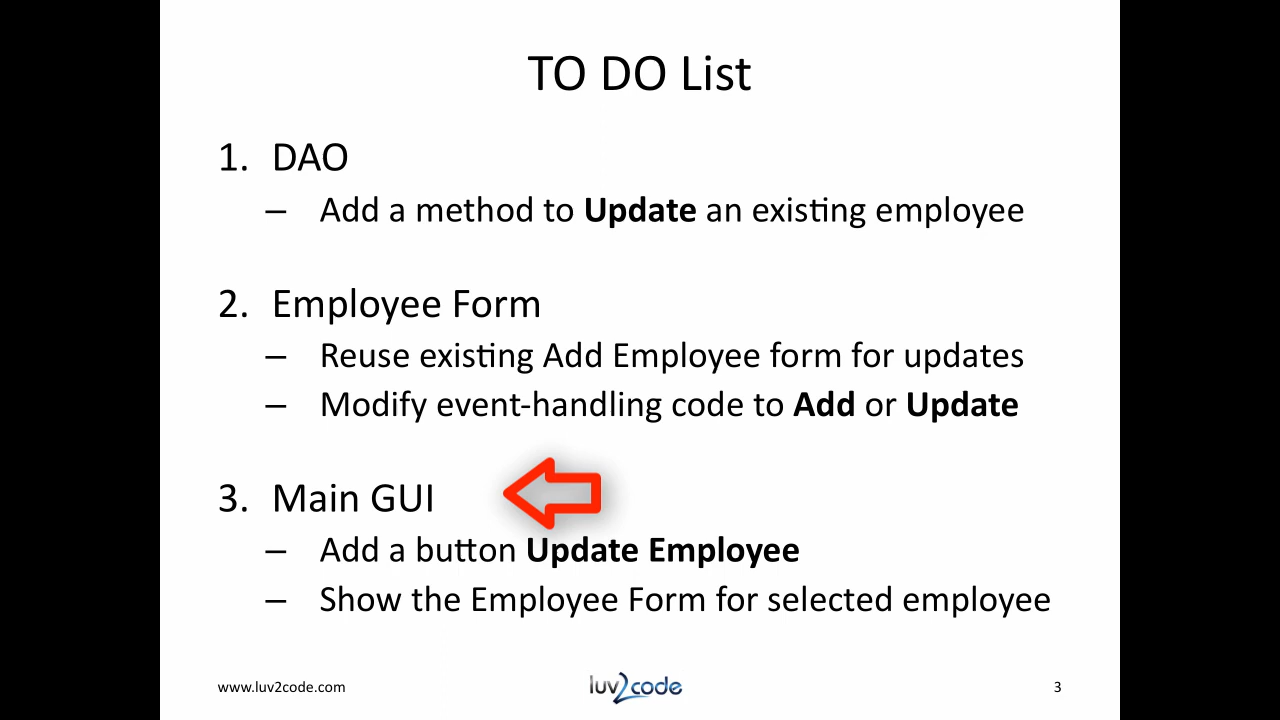 TO DO List
1. DAO
– Add a method to Update an existing employee
2. Employee Form
– Reuse existing Add Employee form for updates
– Modify event-handling code to Add or Update
3. Main GUI
– Add a button Update Employee
– Show the Employee Form for selected employee
www.luv2code.com luv2code 3